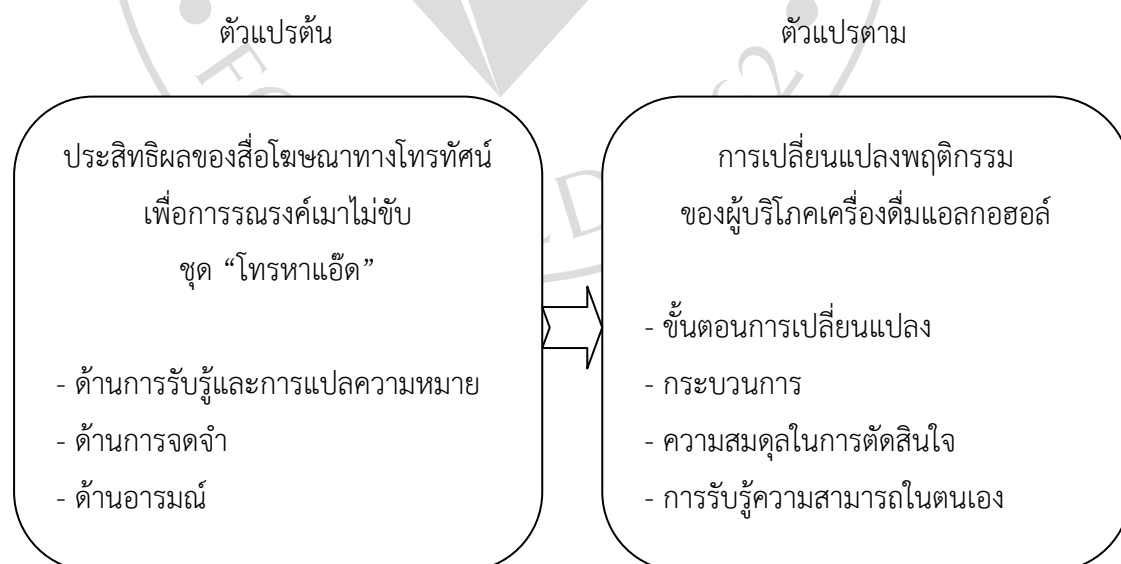 ตัวแปรต้น
ตัวแปรตาม
ประสิทธิผลของสื่อโฆษณาทางโทรทัศน์
เพื่อการรณรงค์เมาไม่ขับ
ชุด “โทรหาแอ๊ด”
- ด้านการรับรู้และการแปลความหมาย
- ด้านการจดจำ
- ด้านอารมณ์
การเปลี่ยนแปลงพฤติกรรม
ของผู้บริโภคเครื่องดื่มแอลกอฮอล์
- ขั้นตอนการเปลี่ยนแปลง
- กระบวนการ
- ความสมดุลในการตัดสินใจ
- การรับรู้ความสามารถในตนเอง